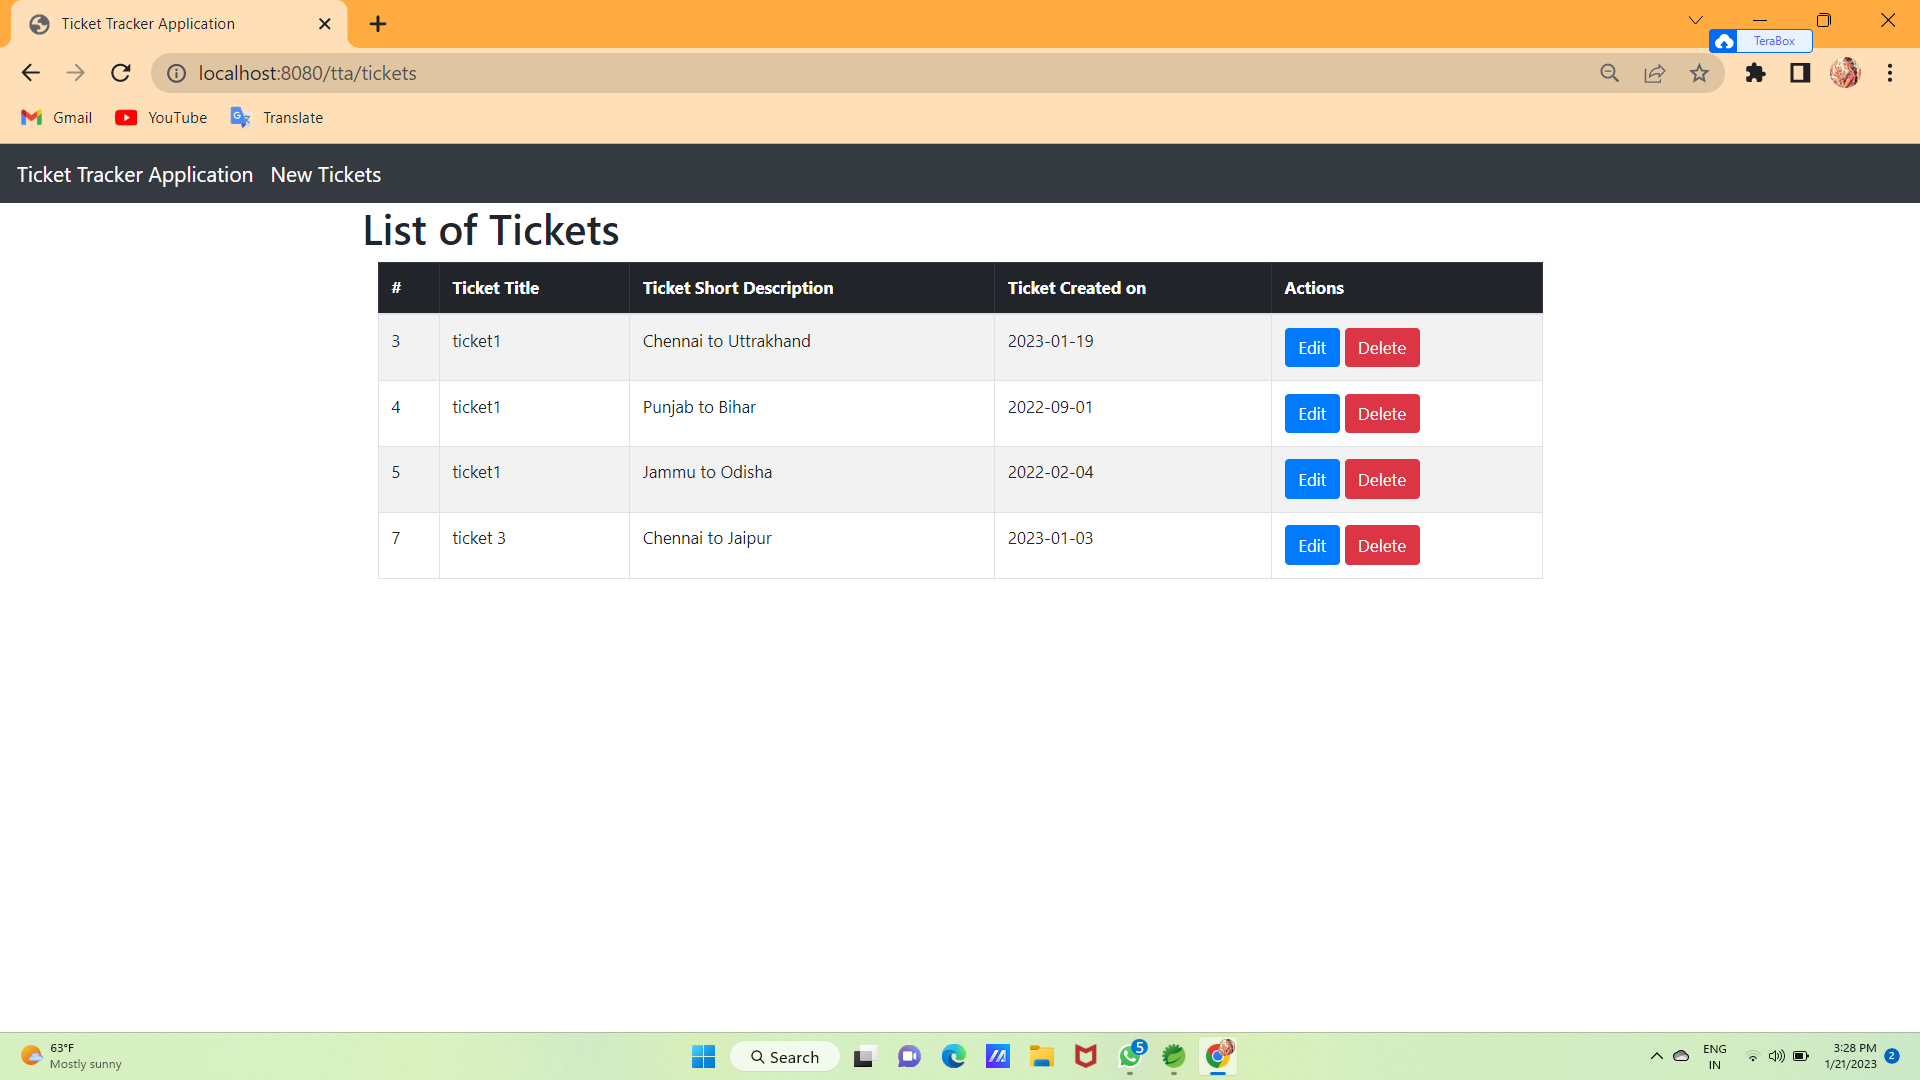 Ticket Tracker Application
TeraBox
localhost:8080/tta/tickets
Gmail YouTube Translate
Ticket Tracker Application New Tickets
List of Tickets
# Ticket Title Ticket Short Description Ticket Created on Actions
3 ticket1 Chennai to Uttrakhand 2023-01-19 Edit Delete
4 ticket1 Punjab to Bihar 2022-09-01 Edit Delete
5 ticket1 Jammu to Odisha 2022-02-04 Edit Delete
7 ticket 3 Chennai to Jaipur 2023-01-03 Edit Delete
63°F
Mostly sunny
Search
5
ENG
IN
3:28 PM
1/21/2023
2